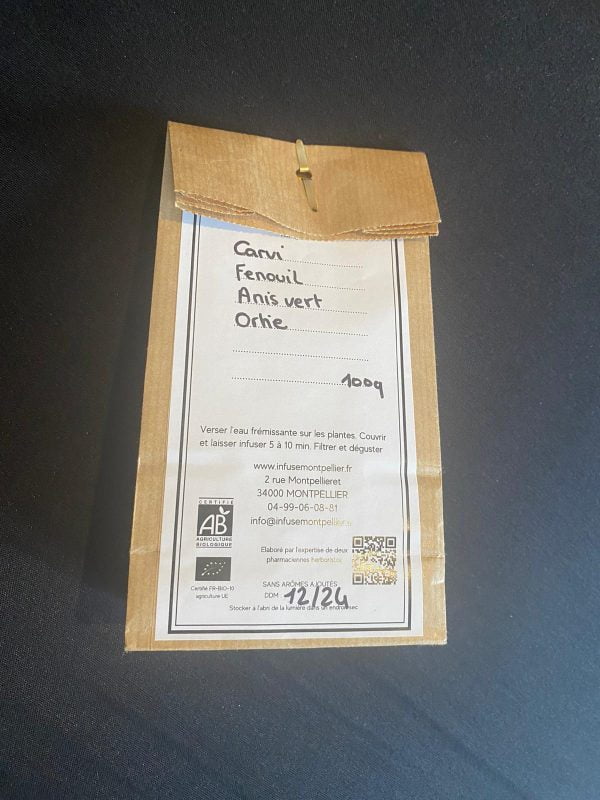 Carvi
Fenouil
Anis vert
Ortie
100g
Verser l'eau frémissante sur les plantes. Couvrir
et laisser infuser 5 à 10 min. Filtrer et déguster
www.infusemontpellier.fr
2 rue Montpellieret
34000 MONTPELLIER
04-99-06-08-81
info@infusemontpellier.fr
CERTIFIÉ
AB
AGRICULTURE
BIOLOGIQUE
Elaboré par l'expertise de deux
pharmaciennes herboristes
Certifié FR-BIO-10
agriculture UE
SANS ARÔMES AJOUTÉS
DDM 12/24
Stocker à l'abri de la lumière dans un endroit sec